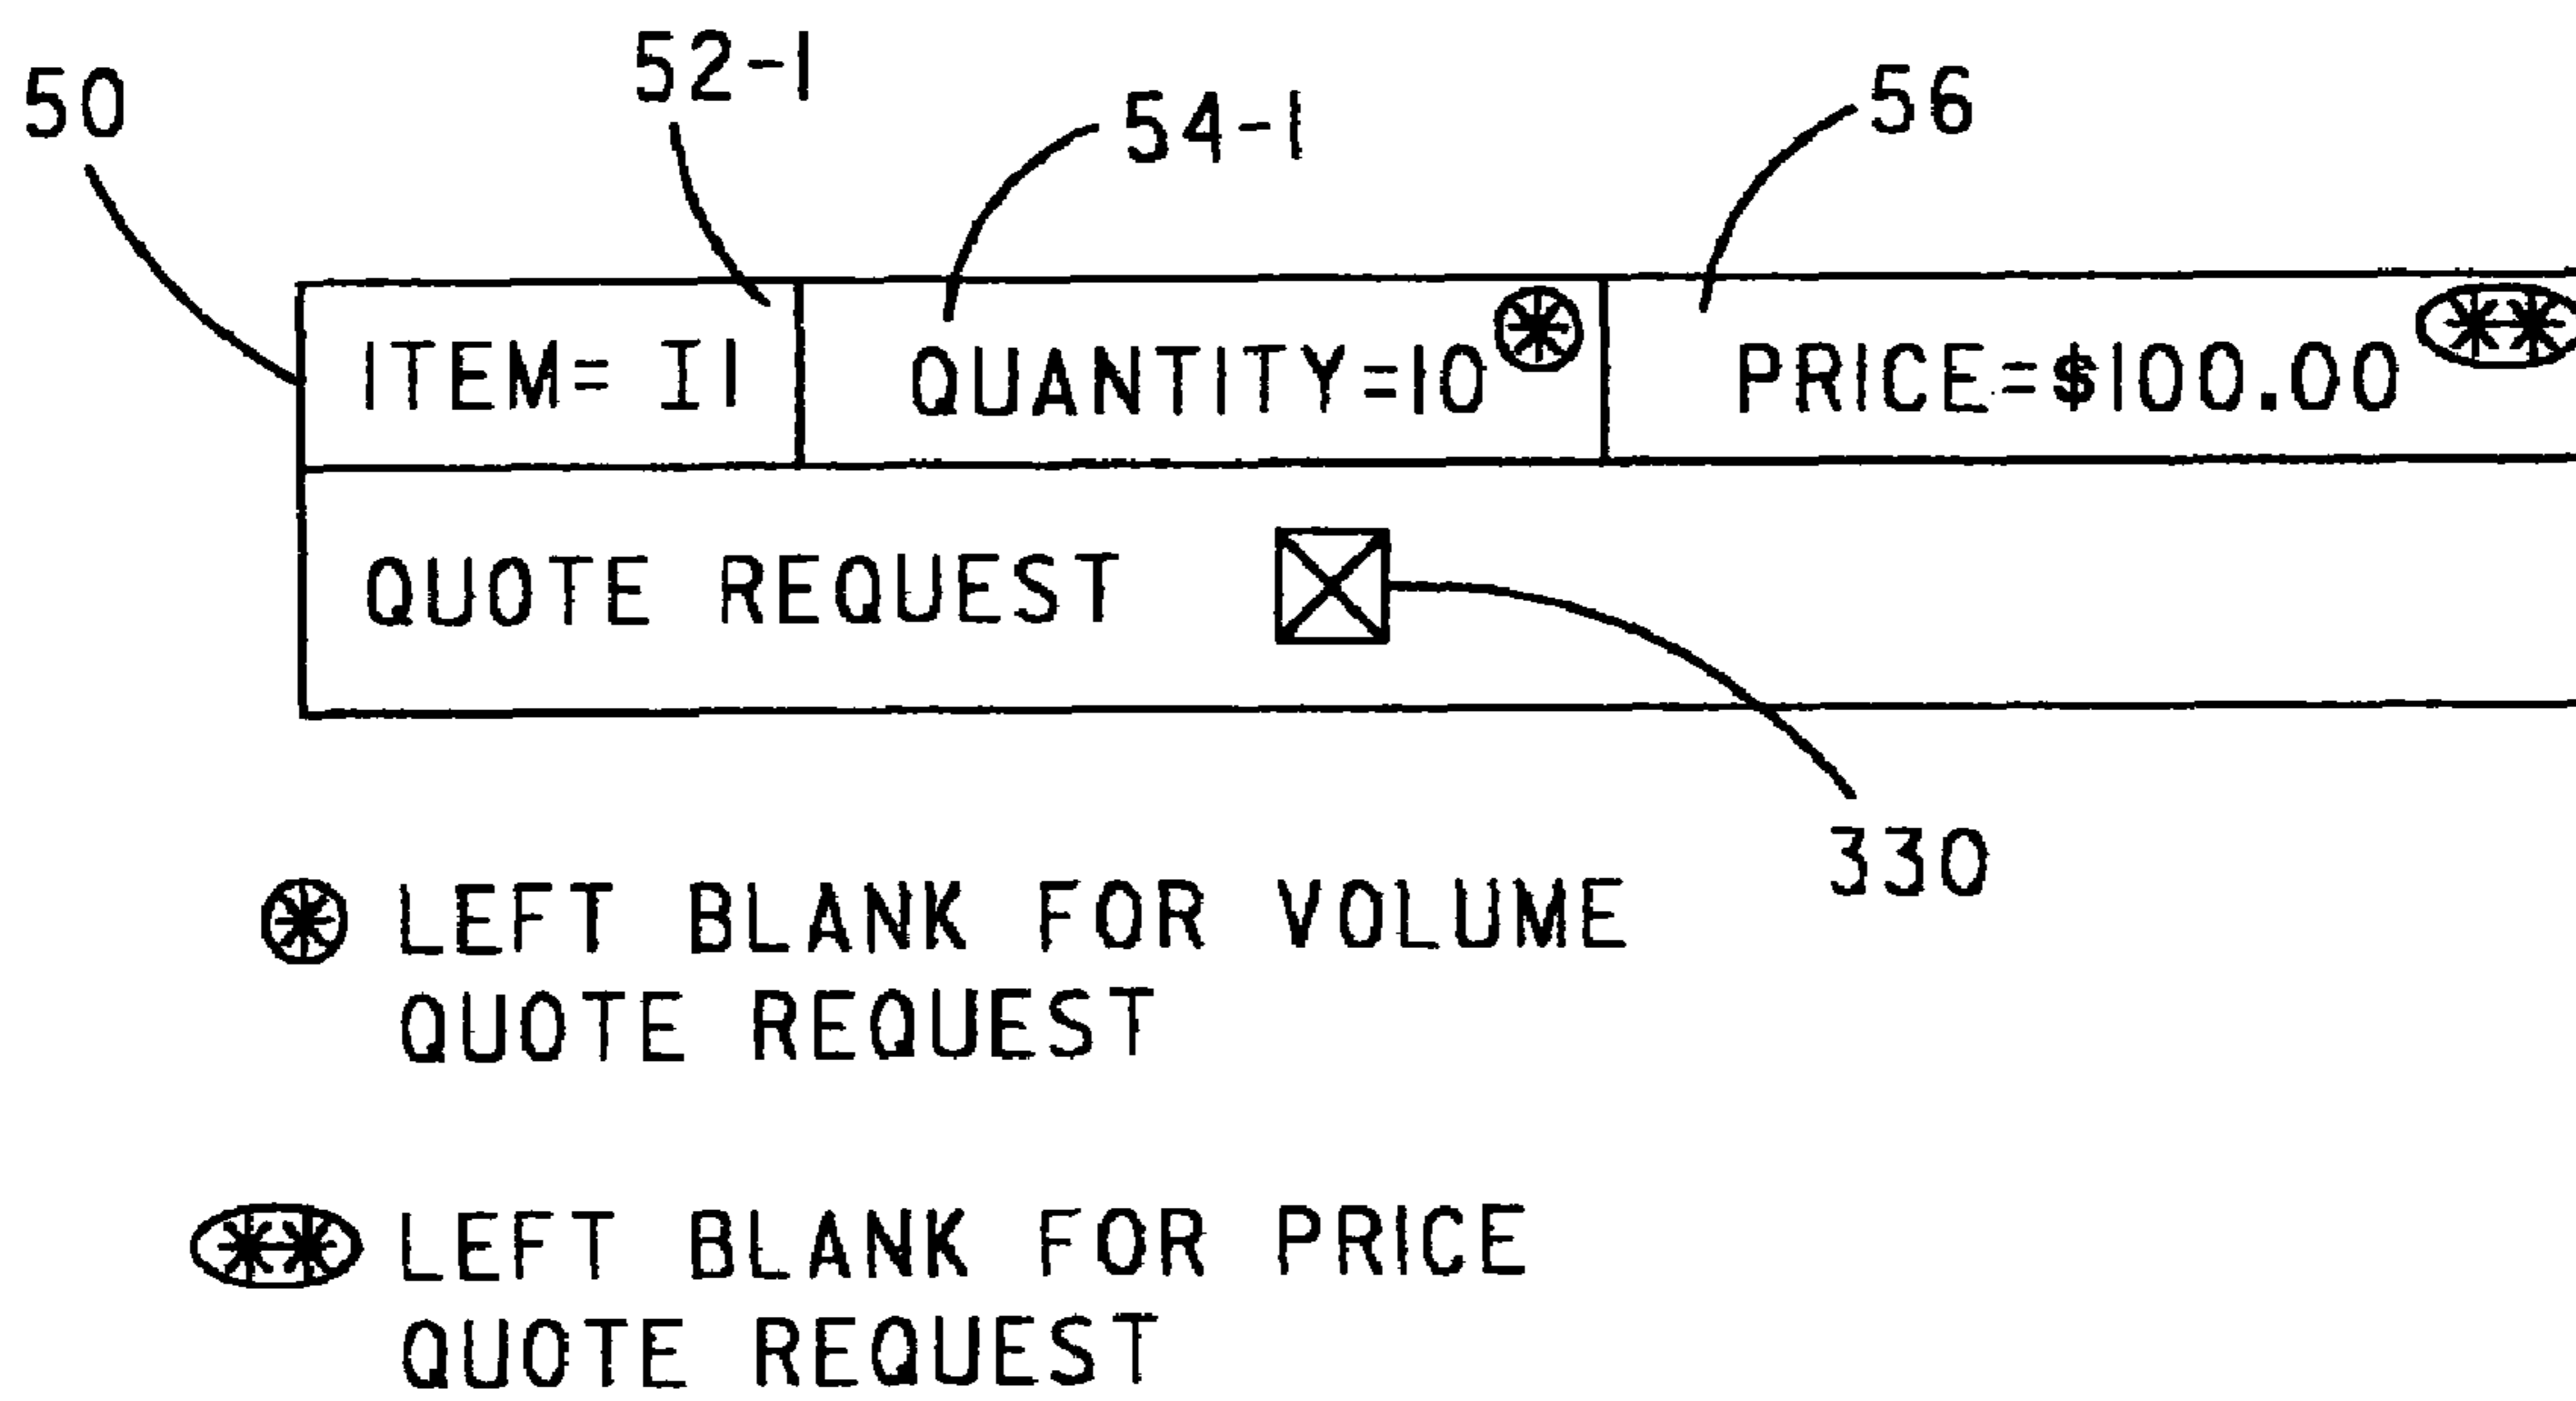 50
52-1
54-1
56
ITEM= I1 QUANTITY=10 * PRICE=$100.00 **
QUOTE REQUEST
330
* LEFT BLANK FOR VOLUME
QUOTE REQUEST
** LEFT BLANK FOR PRICE
QUOTE REQUEST